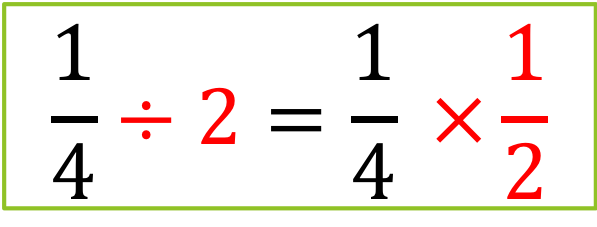 1/4 ÷ 2 = 1/4 × 1/2